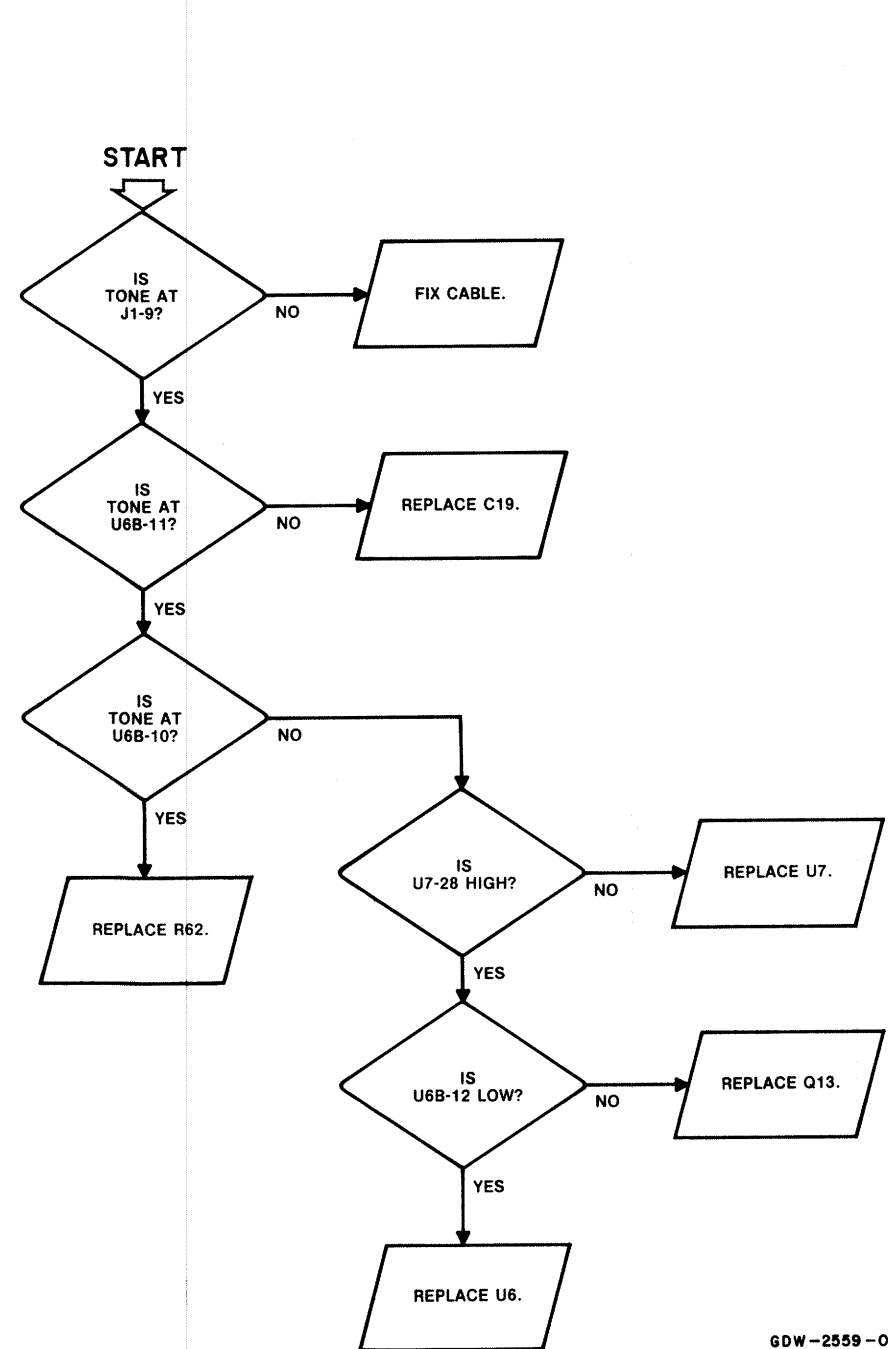 START
IS
TONE AT
J1-9?
NO
FIX CABLE.
YES
IS
TONE AT
U6B-11?
NO
REPLACE C19.
YES
IS
TONE AT
U6B-10?
NO
YES
REPLACE R62.
IS
U7-28 HIGH?
NO
REPLACE U7.
YES
IS
U6B-12 LOW?
NO
REPLACE Q13.
YES
REPLACE U6.
GDW-2559-O